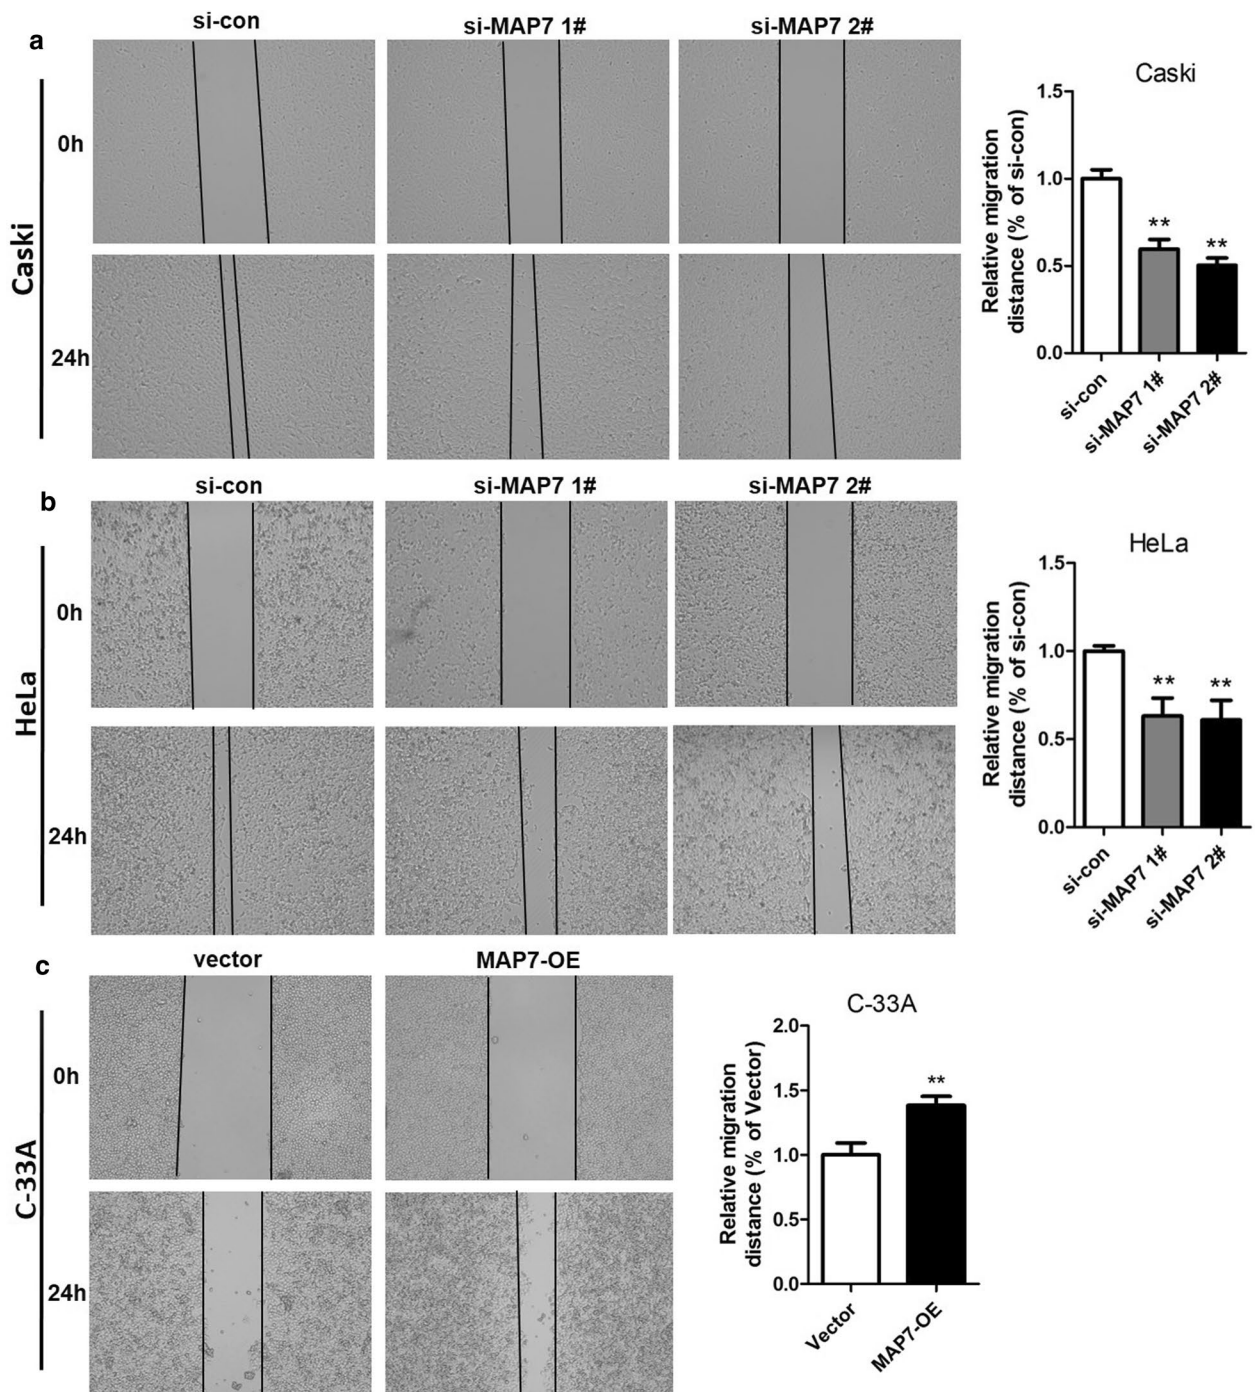 a
si-con
si-MAP7 1#
si-MAP7 2#
Caski
0h
24h
Caski
Relative migration
distance (% of si-con)
1.5
1.0
0.5
0.0
**
**
si-con
si-MAP7 1#
si-MAP7 2#
b
si-con
si-MAP7 1#
si-MAP7 2#
HeLa
0h
24h
HeLa
Relative migration
distance (% of si-con)
1.5
1.0
0.5
0.0
**
**
si-con
si-MAP7 1#
si-MAP7 2#
c
vector
MAP7-OE
C-33A
0h
24h
C-33A
Relative migration
distance (% of Vector)
2.0
1.5
1.0
0.5
0.0
**
Vector
MAP7-OE